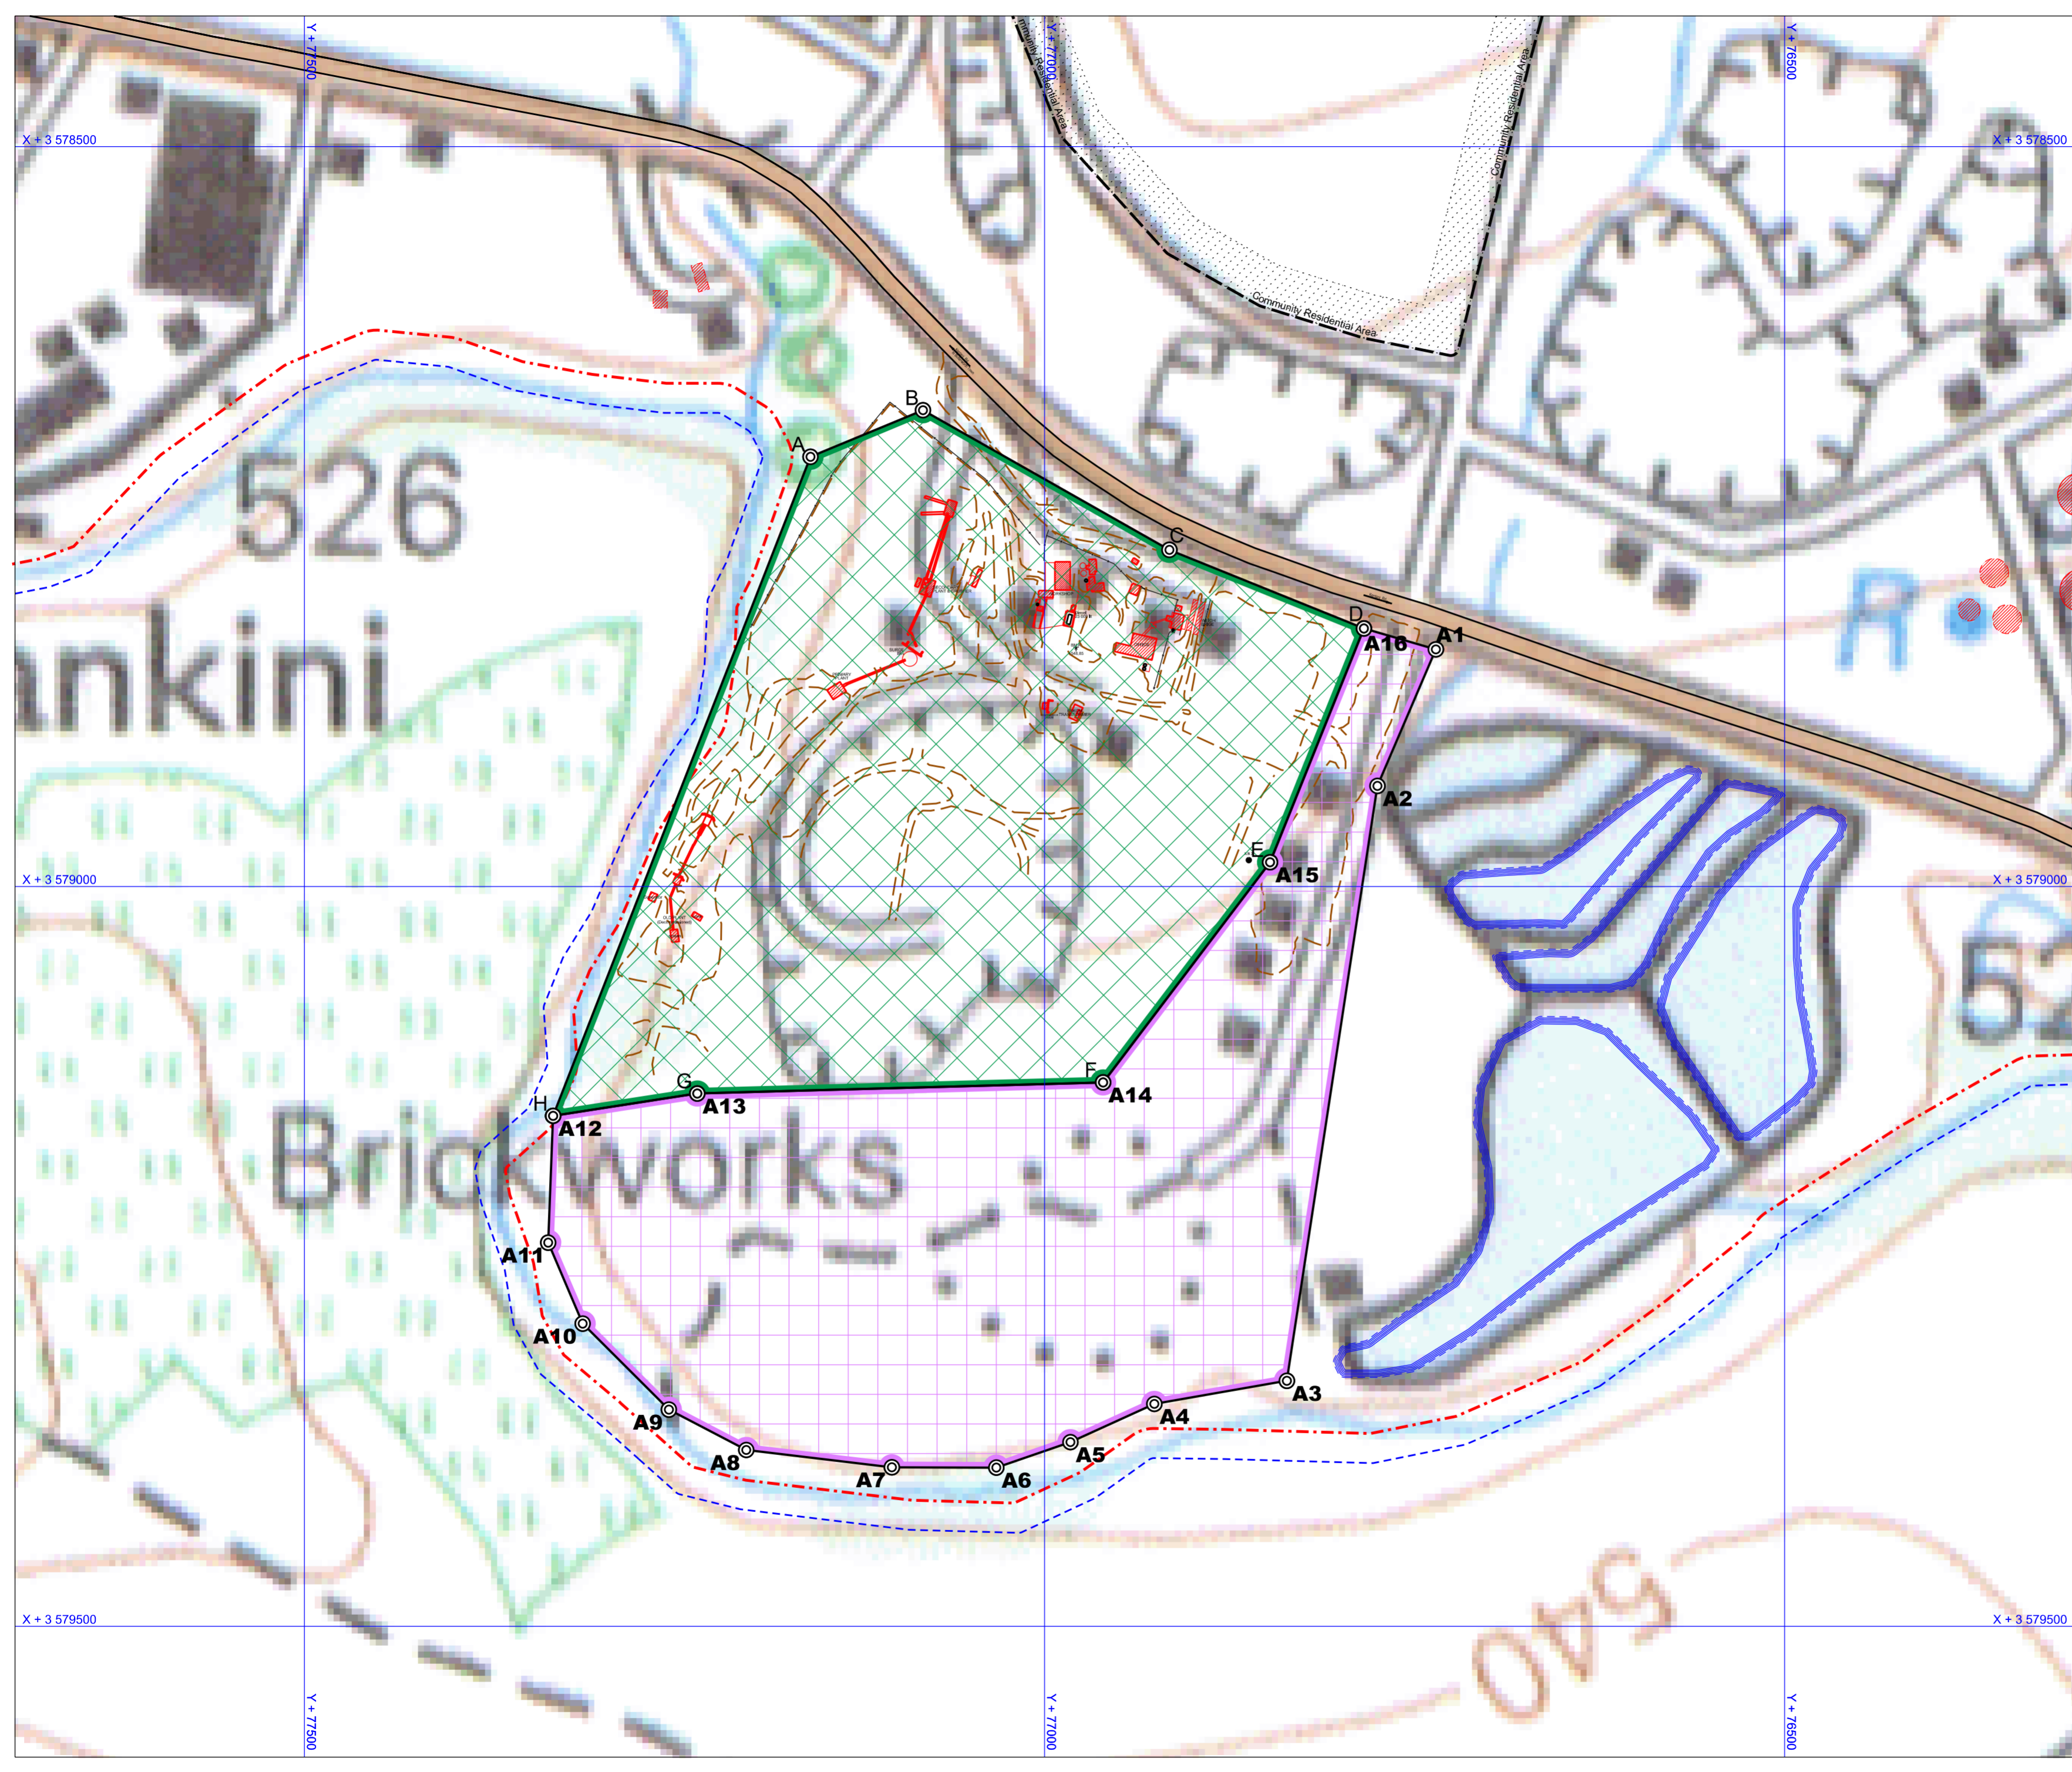 Y + 77500
Y + 77000
Y + 76500
X + 3 578500
X + 3 578500
Community Residential Area
Community Residential Area
Residential Area
B
A
526
C
D
A16
A1
ankini
A2
E
A15
X + 3 579000
X + 3 579000
52
F
G
A14
A13
H
A12
Brickworks
A11
A10
A3
A4
A9
A5
A8
A7
A6
540
X + 3 579500
X + 3 579500
Y + 77500
Y + 77000
Y + 76500